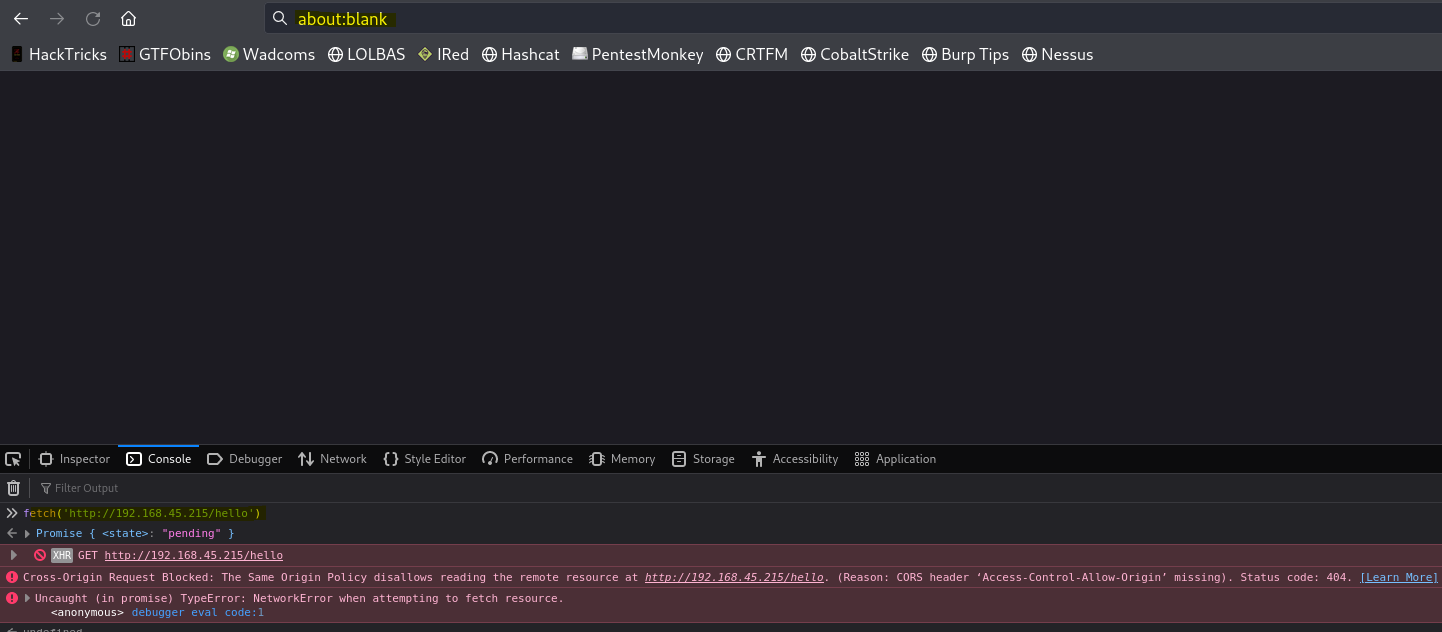 about:blank
HackTricks GTFObins Wadcoms LOLBAS IRed Hashcat PentestMonkey CRTFM CobaltStrike Burp Tips Nessus
Inspector Console Debugger Network Style Editor Performance Memory Storage Accessibility Application
Filter Output
fetch('http://192.168.45.215/hello')
Promise { <state>: "pending" }
XHR GET http://192.168.45.215/hello
Cross-Origin Request Blocked: The Same Origin Policy disallows reading the remote resource at http://192.168.45.215/hello. (Reason: CORS header ‘Access-Control-Allow-Origin’ missing). Status code: 404. [Learn More]
Uncaught (in promise) TypeError: NetworkError when attempting to fetch resource.
<anonymous> debugger eval code:1
undefined